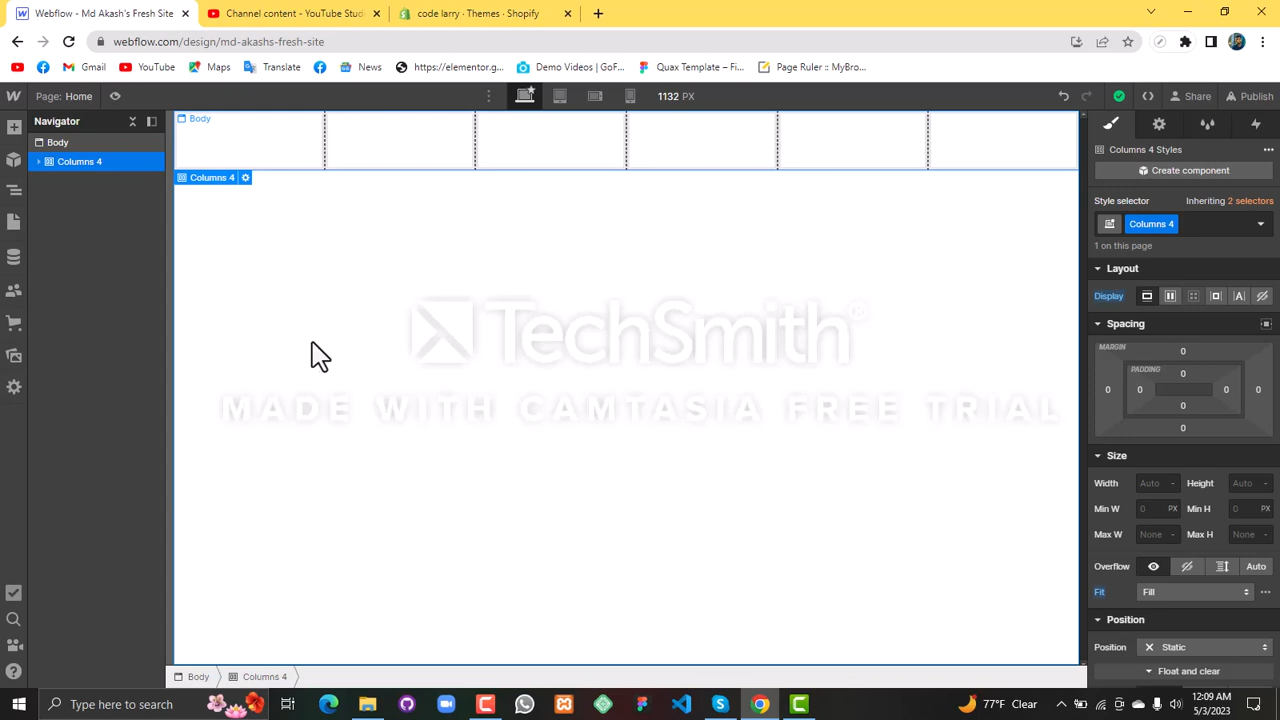 Webflow - Md Akash's Fresh Site
Channel content - YouTube Stud
code larry · Themes · Shopify
webflow.com/design/md-akashs-fresh-site
Gmail
YouTube
Maps
Translate
News
https://elementor.g...
Demo Videos | GoF...
Quax Template – Fi...
Page Ruler :: MyBro...
Page: Home
1132 PX
Share
Publish
Navigator
Body
Columns 4
Body
Columns 4
TechSmith®
MADE WITH CAMTASIA FREE TRIAL
Columns 4 Styles
Create component
Style selector
Inheriting 2 selectors
Columns 4
1 on this page
Layout
Display
Spacing
MARGIN
0
PADDING
0
0 0 0 0
0
0
Size
Width Auto - Height Auto -
Min W 0 PX Min H 0 PX
Max W None - Max H None -
Overflow Auto
Fit Fill
Position
Position Static
Float and clear
Body Columns 4
Type here to search
77°F Clear
12:09 AM
5/3/2023